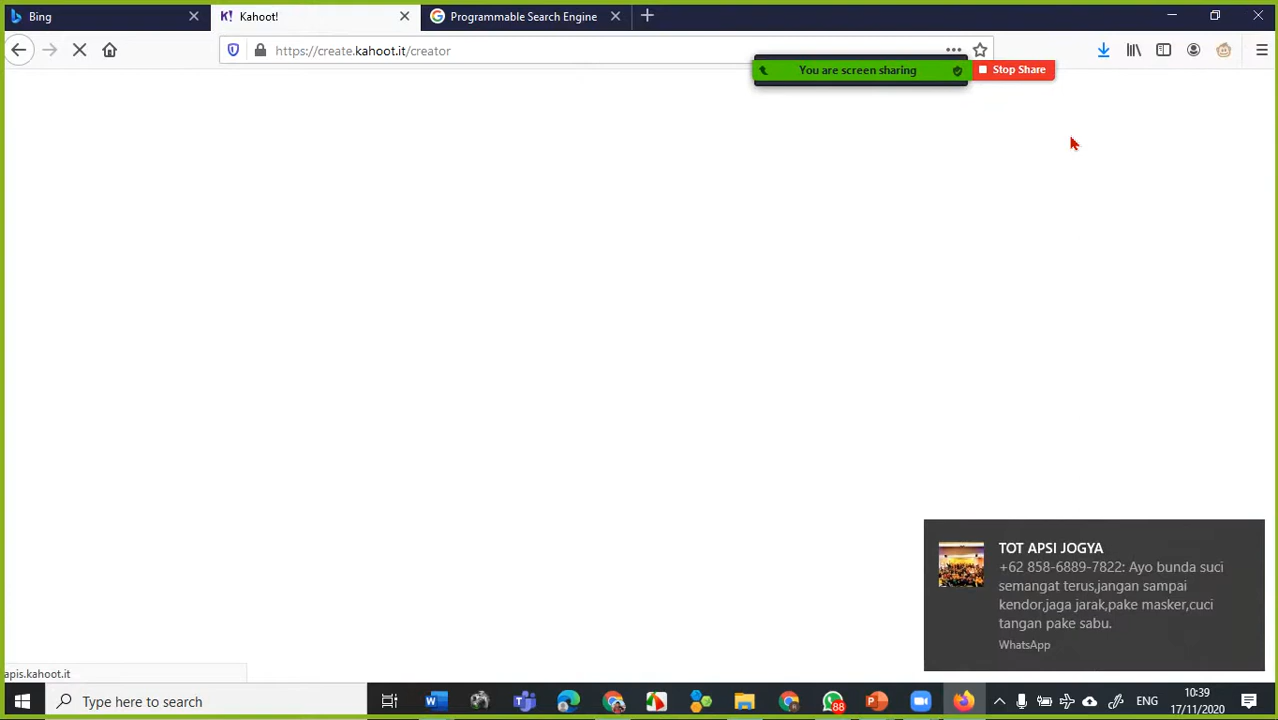 Bing
K! Kahoot!
Programmable Search Engine
https://create.kahoot.it/creator
You are screen sharing
Stop Share
TOT APSI JOGYA
+62 858-6889-7822: Ayo bunda suci
semangat terus,jangan sampai
kendor,jaga jarak,pake masker,cuci
tangan pake sabu.
WhatsApp
apis.kahoot.it
Type here to search
88
ENG
10:39
17/11/2020